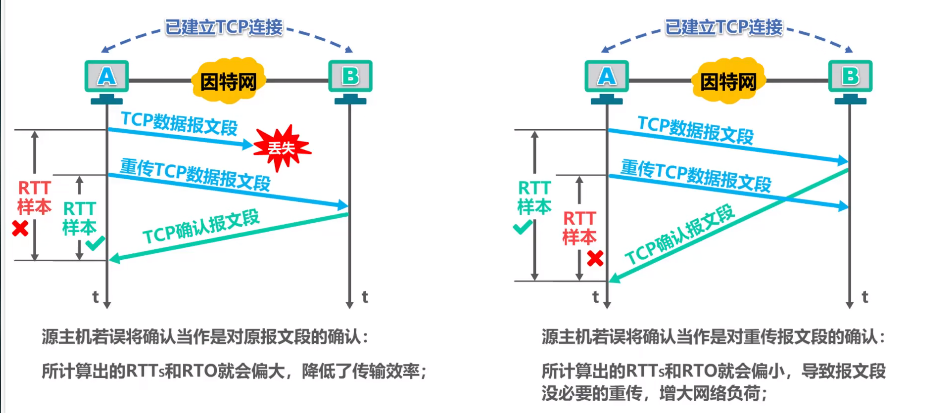 已建立TCP连接
A
因特网
B
TCP数据报文段
丢失
重传TCP数据报文段
RTT
样本
RTT
样本
TCP确认报文段
t
t
源主机若误将确认当作是对原报文段的确认：
所计算出的RTTs和RTO就会偏大，降低了传输效率；
已建立TCP连接
A
因特网
B
TCP数据报文段
重传TCP数据报文段
RTT
样本
RTT
样本
TCP确认报文段
t
t
源主机若误将确认当作是对重传报文段的确认：
所计算出的RTTs和RTO就会偏小，导致报文段
没必要的重传，增大网络负荷；